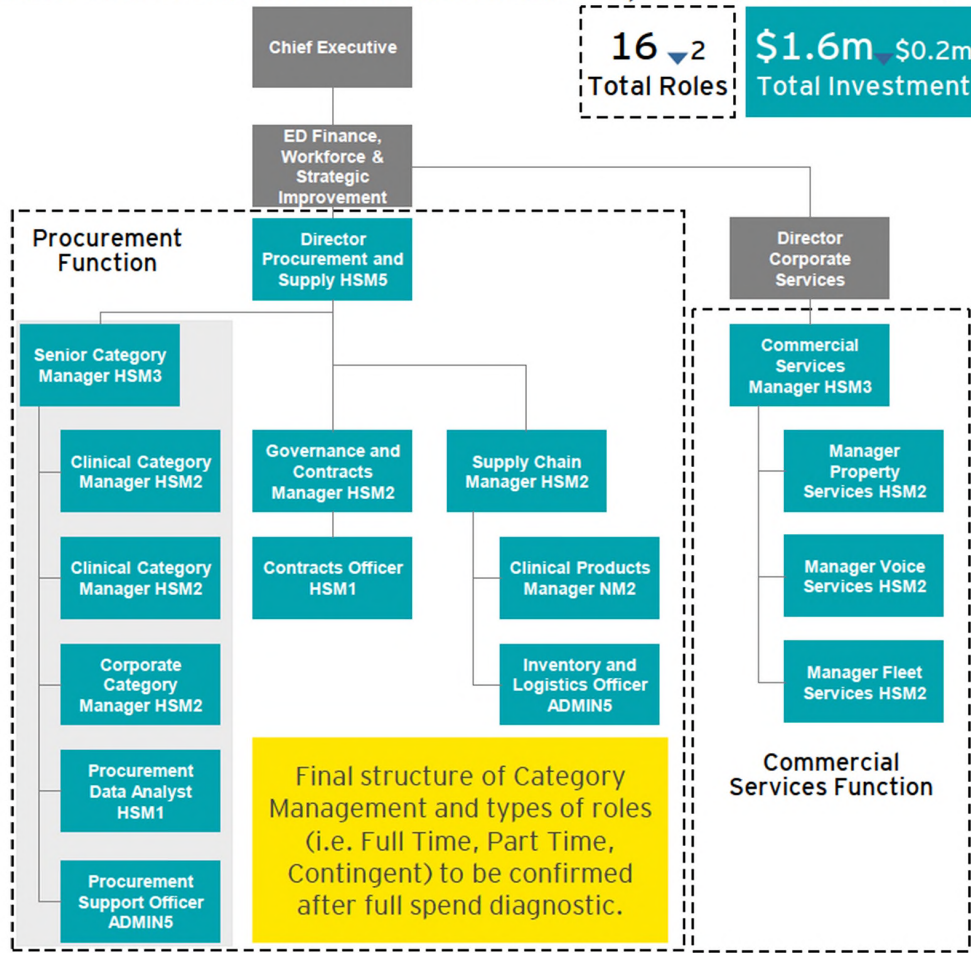 Chief Executive
16 2
Total Roles
$1.6m $0.2m
Total Investment
ED Finance,
Workforce &
Strategic
Improvement
Procurement
Function
Director
Procurement and
Supply HSM5
Director
Corporate
Services
Senior Category
Manager HSM3
Commercial
Services
Manager HSM3
Clinical Category
Manager HSM2
Governance and
Contracts
Manager HSM2
Supply Chain
Manager HSM2
Manager
Property
Services HSM2
Clinical Category
Manager HSM2
Contracts Officer
HSM1
Clinical Products
Manager NM2
Manager Voice
Services HSM2
Corporate
Category
Manager HSM2
Inventory and
Logistics Officer
ADMIN5
Manager Fleet
Services HSM2
Procurement
Data Analyst
HSM1
Procurement
Support Officer
ADMIN5
Final structure of Category
Management and types of roles
(i.e. Full Time, Part Time,
Contingent) to be confirmed
after full spend diagnostic.
Commercial
Services Function